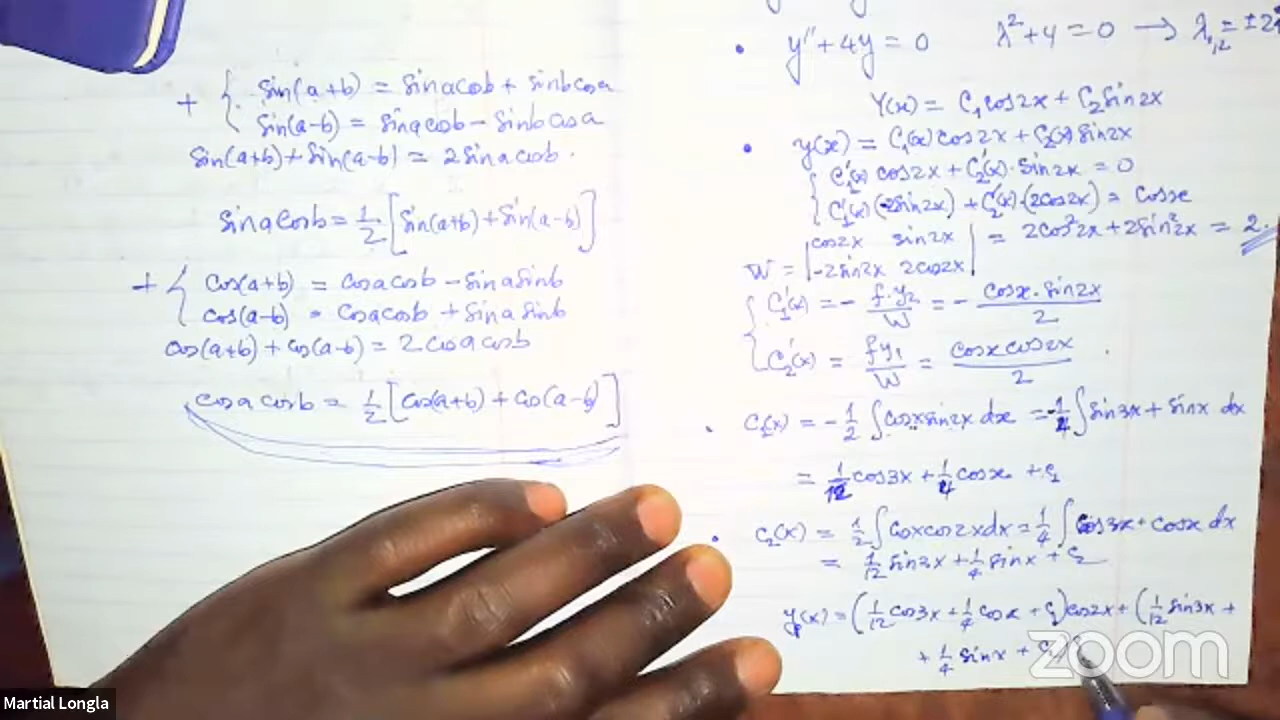 + { sin(a+b) = sinacosb + sinbcosa
sin(a-b) = sinacosb - sinbcosa
sin(a+b) + sin(a-b) = 2sinacosb.
sinacosb = 1/2 [sin(a+b) + sin(a-b)]
+ { cos(a+b) = cosacosb - sinasinb
cos(a-b) = cosacosb + sinasinb
cos(a+b) + cos(a-b) = 2cosacosb
cosacosb = 1/2 [cos(a+b) + cos(a-b)]
• y'' + 4y = 0 λ² + 4 = 0 → λ₁,₂ = ±2i
Y(x) = C₁cos2x + C₂sin2x
• y(x) = C₁(x)cos2x + C₂(x)sin2x
{ C₁'(x) cos2x + C₂'(x)·sin2x = 0
C₁'(x)(-2sin2x) + C₂'(x)·(2cos2x) = cosx
W = |cos2x sin2x| = 2cos²2x + 2sin²2x = 2.
|-2sin2x 2cos2x|
{ C₁'(x) = - f·y₂/W = - cosx·sin2x/2
C₂'(x) = fy₁/W = cosxcos2x/2
• C₁(x) = -1/2 ∫cosxsin2x dx = -1/4 ∫sin3x + sinx dx
= 1/12 cos3x + 1/4 cosx + c₁
• C₂(x) = 1/2 ∫cosxcos2xdx = 1/4 ∫cos3x + cosx dx
= 1/12 sin3x + 1/4 sinx + c₂
yp(x) = (1/12 cos3x + 1/4 cosx + c₁)cos2x + (1/12 sin3x +
+ 1/4 sinx + c₂)
zoom
Martial Longla